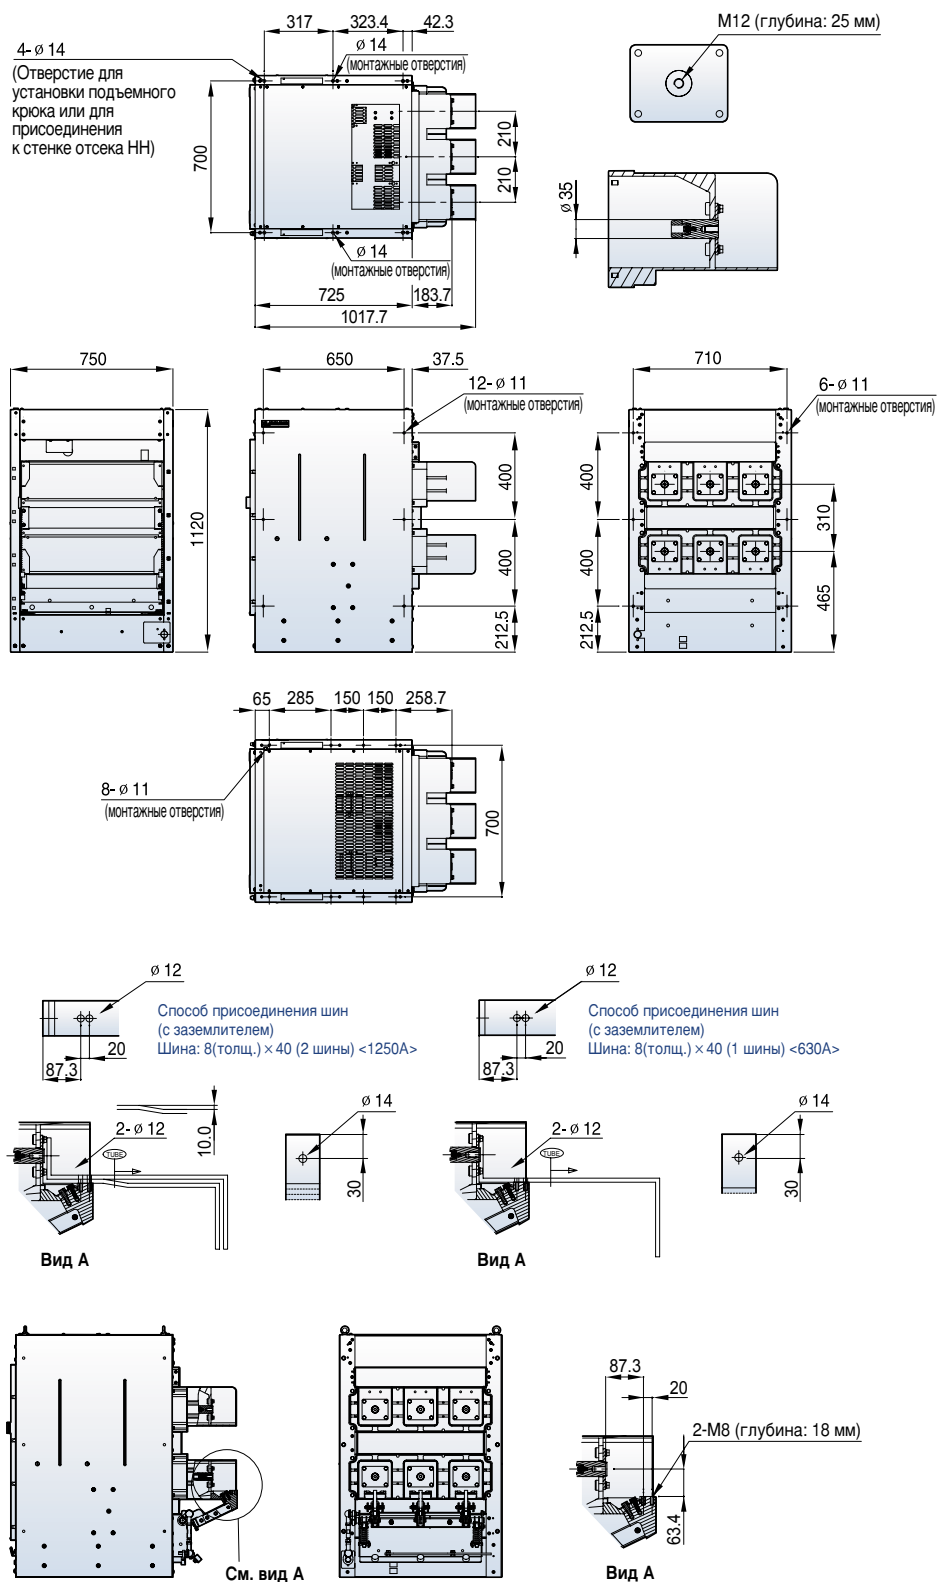 317
323.4
42.3
M12 (глубина: 25 мм)
4- ø 14
(Отверстие для
установки подъемного
крюка или для
присоединения
к стенке отсека НН)
ø 14
(монтажные отверстия)
700
210
210
ø 35
ø 14
(монтажные отверстия)
725
183.7
1017.7
750
650
37.5
710
12- ø 11
(монтажные отверстия)
6- ø 11
(монтажные отверстия)
1120
400
400
212.5
400
400
212.5
310
465
65
285
150
150
258.7
8- ø 11
(монтажные отверстия)
700
ø 12
Способ присоединения шин
(с заземлителем)
Шина: 8(толщ.) × 40 (2 шины) <1250A>
20
87.3
ø 12
Способ присоединения шин
(с заземлителем)
Шина: 8(толщ.) × 40 (1 шины) <630A>
20
87.3
10.0
2- ø 12
TUBE
ø 14
30
Вид А
2- ø 12
TUBE
ø 14
30
Вид А
См. вид А
87.3
20
2-M8 (глубина: 18 мм)
63.4
Вид А